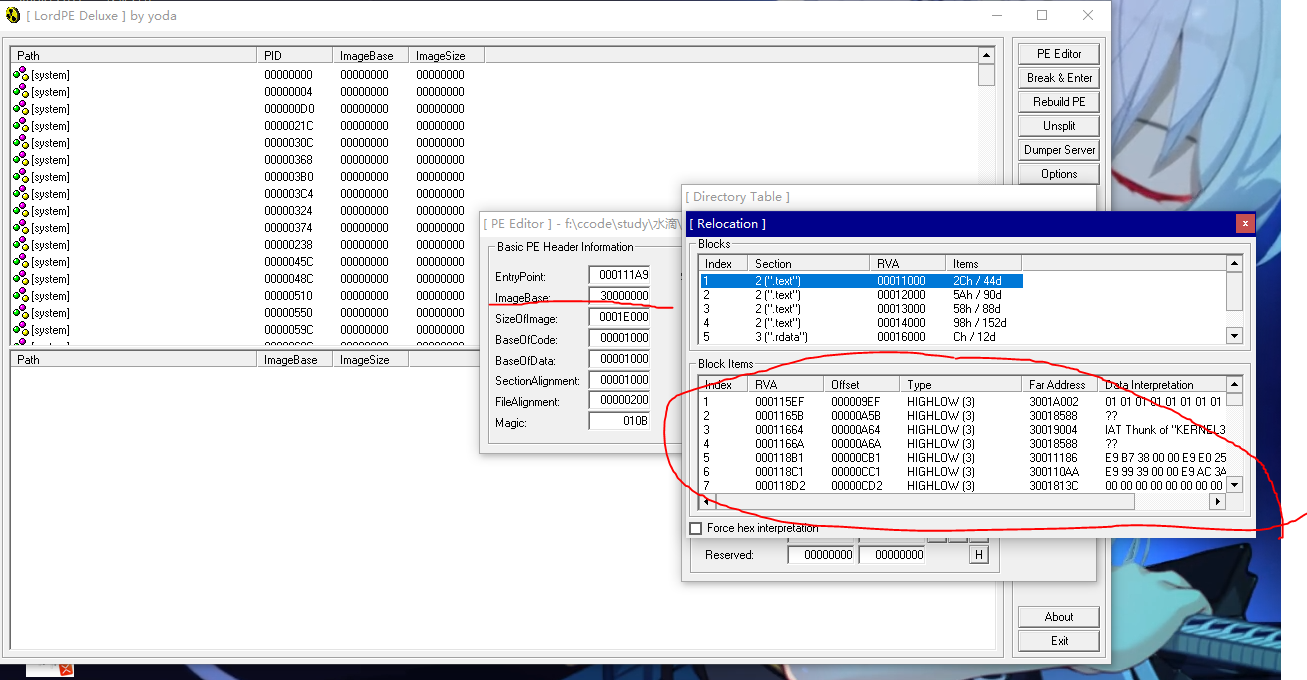 [ LordPE Deluxe ] by yoda
Path PID ImageBase ImageSize
[system] 00000000 00000000 00000000
[system] 00000004 00000000 00000000
[system] 000000D0 00000000 00000000
[system] 0000021C 00000000 00000000
[system] 0000030C 00000000 00000000
[system] 00000368 00000000 00000000
[system] 000003B0 00000000 00000000
[system] 000003C4 00000000 00000000
[system] 00000324 00000000 00000000
[system] 00000374 00000000 00000000
[system] 00000238 00000000 00000000
[system] 0000045C 00000000 00000000
[system] 0000048C 00000000 00000000
[system] 00000510 00000000 00000000
[system] 00000550 00000000 00000000
[system] 0000059C 00000000 00000000
Path ImageBase ImageSize
PE Editor
Break & Enter
Rebuild PE
Unsplit
Dumper Server
Options
About
Exit
[ PE Editor ] - f:\ccode\study\水滴\
Basic PE Header Information
EntryPoint: 000111A9
ImageBase: 30000000
SizeOfImage: 0001E000
BaseOfCode: 00001000
BaseOfData: 00001000
SectionAlignment: 00001000
FileAlignment: 00000200
Magic: 010B
[ Directory Table ]
[ Relocation ]
Blocks
Index Section RVA Items
1 2 (".text") 00011000 2Ch / 44d
2 2 (".text") 00012000 5Ah / 90d
3 2 (".text") 00013000 58h / 88d
4 2 (".text") 00014000 98h / 152d
5 3 (".rdata") 00016000 Ch / 12d
Block Items
Index RVA Offset Type Far Address Data Interpretation
1 000115EF 000009EF HIGHLOW (3) 3001A002 01 01 01 01 01 01 01 01
2 0001165B 00000A5B HIGHLOW (3) 30018588 ??
3 00011664 00000A64 HIGHLOW (3) 30019004 IAT Thunk of "KERNEL3
4 0001166A 00000A6A HIGHLOW (3) 30018588 ??
5 000118B1 00000CB1 HIGHLOW (3) 30011186 E9 B7 38 00 00 E9 E0 25
6 000118C1 00000CC1 HIGHLOW (3) 300110AA E9 99 39 00 00 E9 AC 3A
7 000118D2 00000CD2 HIGHLOW (3) 3001813C 00 00 00 00 00 00 00 00
Force hex interpretation
Reserved: 00000000 00000000 H